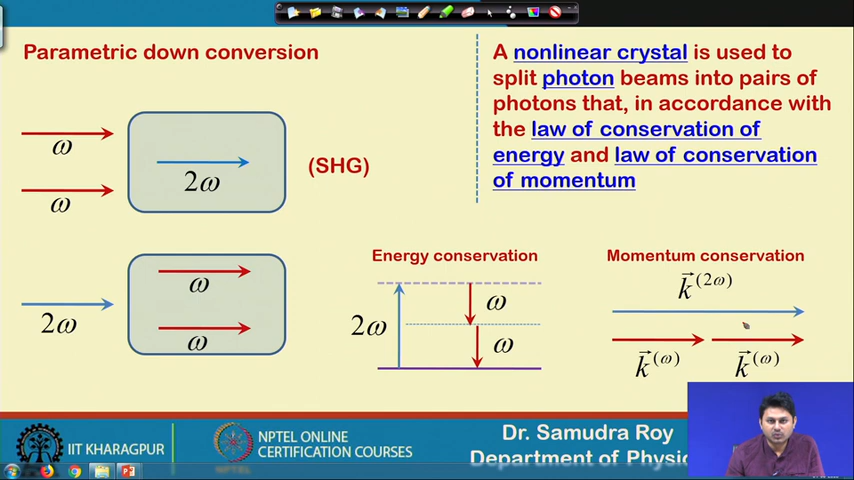 Parametric down conversion
ω
ω
2ω
(SHG)
2ω
ω
ω
A nonlinear crystal is used to
split photon beams into pairs of
photons that, in accordance with
the law of conservation of
energy and law of conservation
of momentum
Energy conservation
2ω
ω
ω
Momentum conservation
k⃗^(2ω)
k⃗^(ω) k⃗^(ω)
IIT KHARAGPUR
NPTEL ONLINE
CERTIFICATION COURSES
NPTEL
Dr. Samudra Roy
Department of Physi